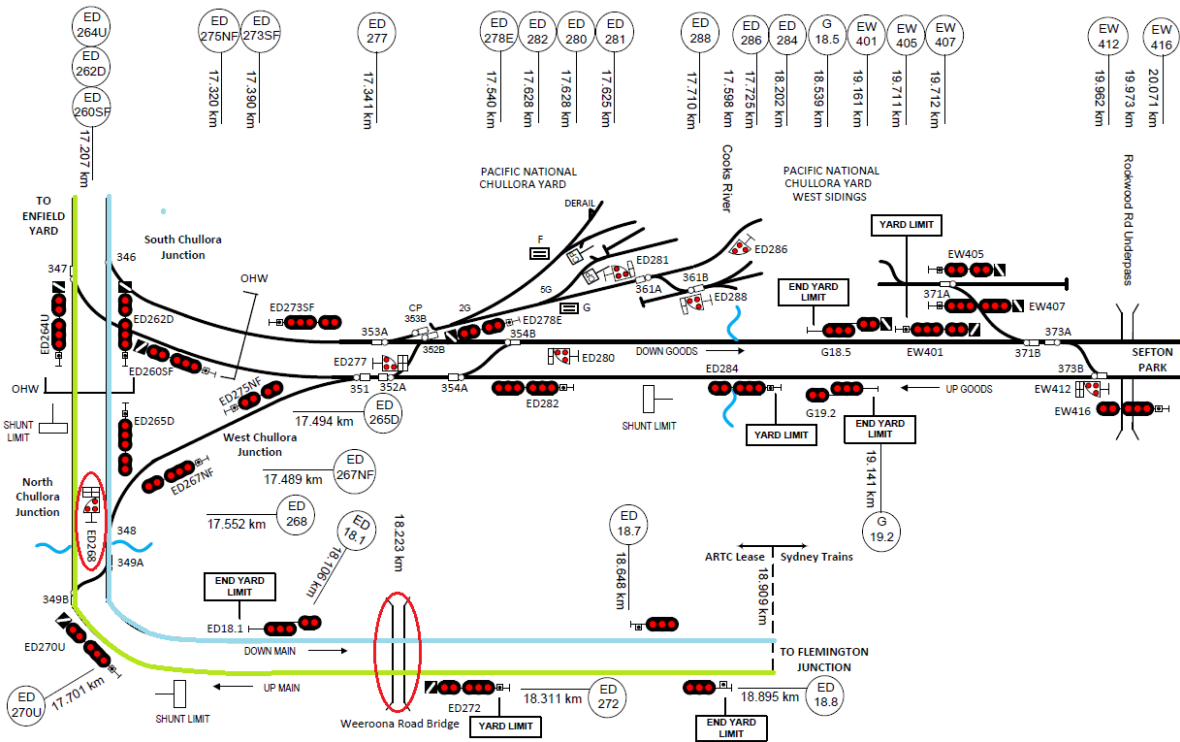 ED
264U
ED
262D
ED
260SF
17.207 km
ED
275NF
17.320 km
ED
273SF
17.390 km
ED
277
17.341 km
ED
278E
17.540 km
ED
282
17.628 km
ED
280
17.628 km
ED
281
17.625 km
ED
288
17.710 km
17.598 km
ED
286
17.725 km
ED
284
18.202 km
G
18.5
18.539 km
EW
401
19.161 km
EW
405
19.711 km
EW
407
19.712 km
EW
412
19.962 km
19.973 km
EW
416
20.071 km
TO
ENFIELD
YARD
South Chullora
Junction
346
347
PACIFIC NATIONAL
CHULLORA YARD
DERAIL
Cooks River
PACIFIC NATIONAL
CHULLORA YARD
WEST SIDINGS
Rookwood Rd Underpass
YARD LIMIT
F
ED286
ED281
361B
361A
ED288
EW405
371A
EW407
OHW
ED273SF
CP
353B
2G
5G
G
ED278E
END YARD
LIMIT
ED264U
ED262D
353A
352B
354B
G18.5
EW401
371B
373A
SEFTON
PARK
ED260SF
ED277
ED280
DOWN GOODS
ED284
373B
OHW
ED275NF
351
352A
354A
ED282
UP GOODS
EW412
ED265D
17.494 km
ED
265D
SHUNT LIMIT
YARD LIMIT
G19.2
END YARD
LIMIT
EW416
SHUNT
LIMIT
West Chullora
Junction
ED267NF
17.489 km
ED
267NF
19.141 km
North
Chullora
Junction
ED268
348
17.552 km
ED
268
ED
18.1
18.106 km
18.223 km
ED
18.7
18.648 km
G
19.2
349A
349B
ARTC Lease
Sydney Trains
18.909 km
END YARD
LIMIT
ED18.1
DOWN MAIN
ED270U
TO FLEMINGTON
JUNCTION
ED
270U
17.701 km
UP MAIN
SHUNT LIMIT
Weeroona Road Bridge
ED272
YARD LIMIT
18.311 km
ED
272
18.895 km
ED
18.8
END YARD
LIMIT